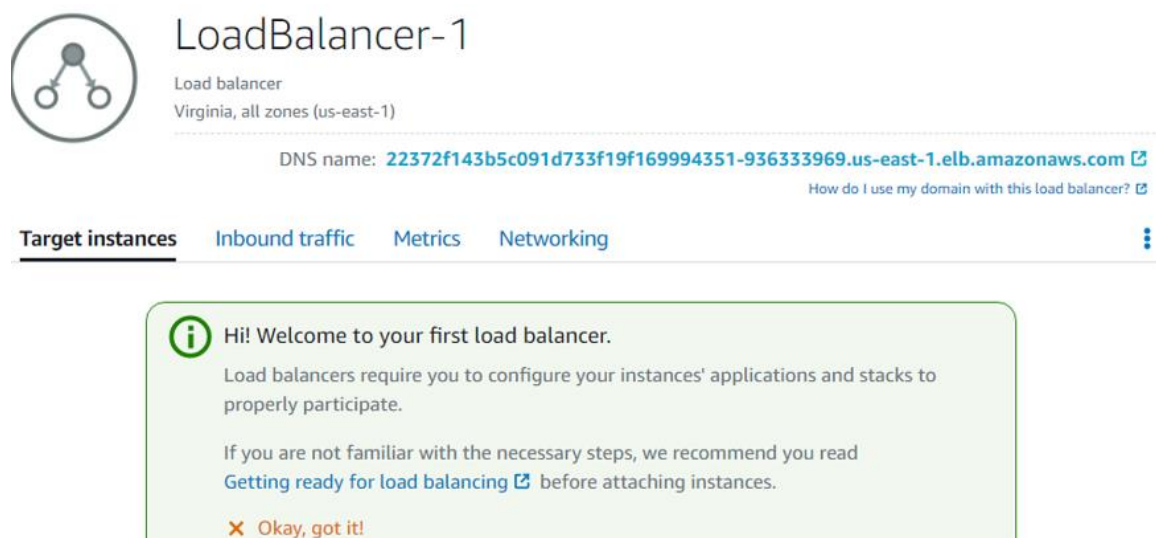 LoadBalancer-1
Load balancer
Virginia, all zones (us-east-1)
DNS name: 22372f143b5c091d733f19f169994351-936333969.us-east-1.elb.amazonaws.com
How do I use my domain with this load balancer?
Target instances Inbound traffic Metrics Networking
Hi! Welcome to your first load balancer.
Load balancers require you to configure your instances' applications and stacks to
properly participate.
If you are not familiar with the necessary steps, we recommend you read
Getting ready for load balancing before attaching instances.
Okay, got it!